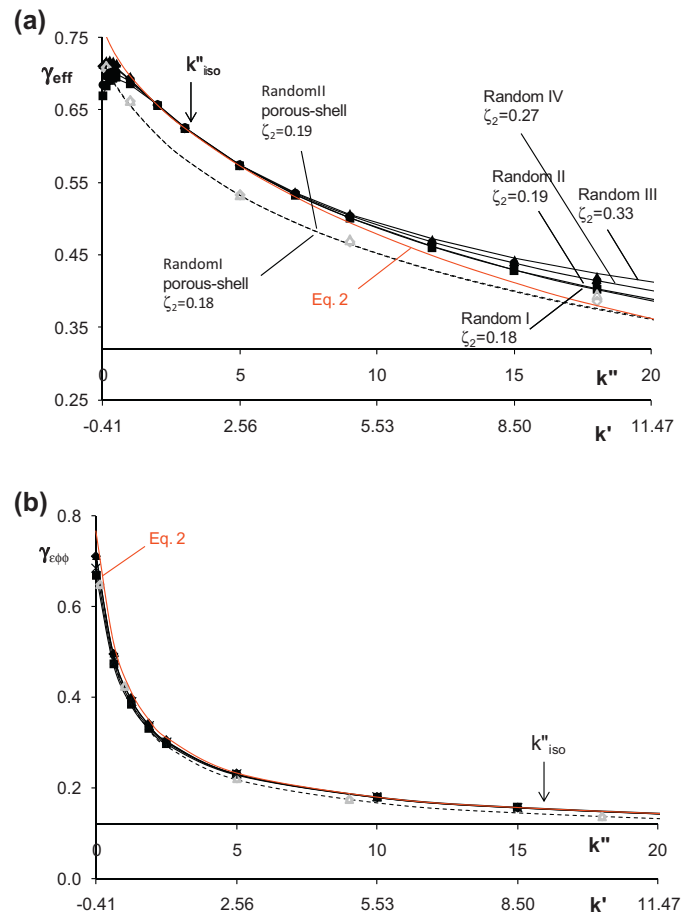 (a)
0.75
γeff
k"iso
0.65
RandomII
porous-shell
ζ2=0.19
Random IV
ζ2=0.27
Random II
ζ2=0.19
Random III
ζ2=0.33
0.55
0.45
RandomI
porous-shell
ζ2=0.18
Eq. 2
Random I
ζ2=0.18
0.35
0 5 10 15 20
k"
0.25
-0.41 2.56 5.53 8.50 11.47
k'
(b)
0.8
Eq. 2
γεϕϕ
0.6
0.4
k"iso
0.2
0 5 10 15 20
k"
0.0
-0.41 2.56 5.53 8.50 11.47
k'